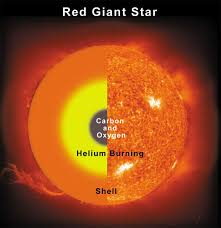 Red Giant Star
Carbon
and
Oxygen
Helium Burning
Shell